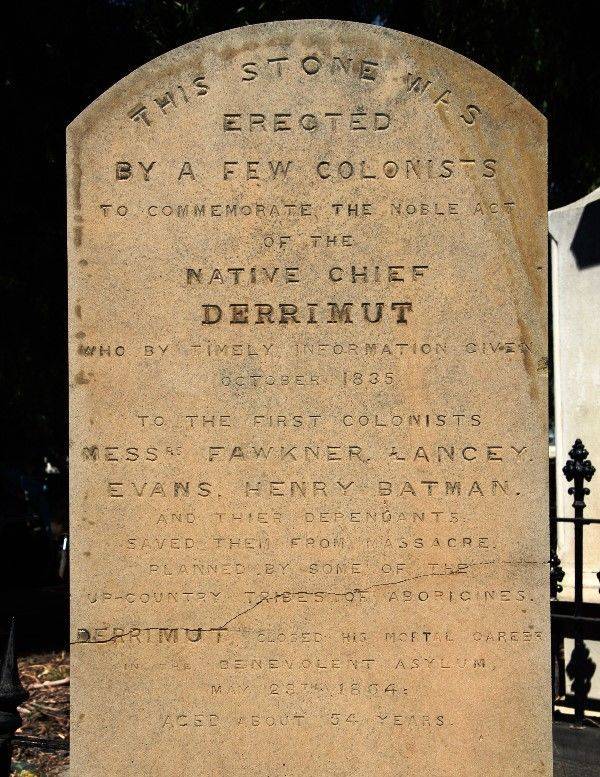 THIS STONE WAS
ERECTED
BY A FEW COLONISTS
TO COMMEMORATE THE NOBLE ACT
OF THE
NATIVE CHIEF
DERRIMUT
WHO BY TIMELY INFORMATION GIVEN
OCTOBER 1835
TO THE FIRST COLONISTS
MESSRS FAWKNER, LANCEY,
EVANS, HENRY BATMAN,
AND THIER DEPENDANTS,
SAVED THEM FROM MASSACRE,
PLANNED BY SOME OF THE
UP-COUNTRY TRIBES OF ABORIGINES.
DERRIMUT CLOSED HIS MORTAL CAREER
IN THE BENEVOLENT ASYLUM,
MAY 28TH 1864:
AGED ABOUT 54 YEARS.